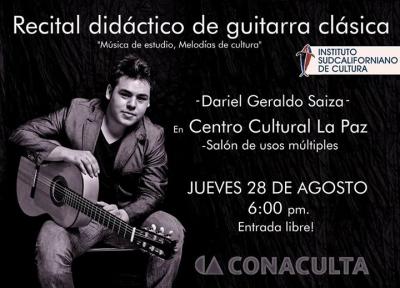 Recital didáctico de guitarra clásica
"Música de estudio, Melodías de cultura"
INSTITUTO
SUDCALIFORNIANO
DE CULTURA
-Dariel Geraldo Saiza-
En Centro Cultural La Paz
-Salón de usos múltiples
JUEVES 28 DE AGOSTO
6:00 pm.
Entrada libre!
CONACULTA